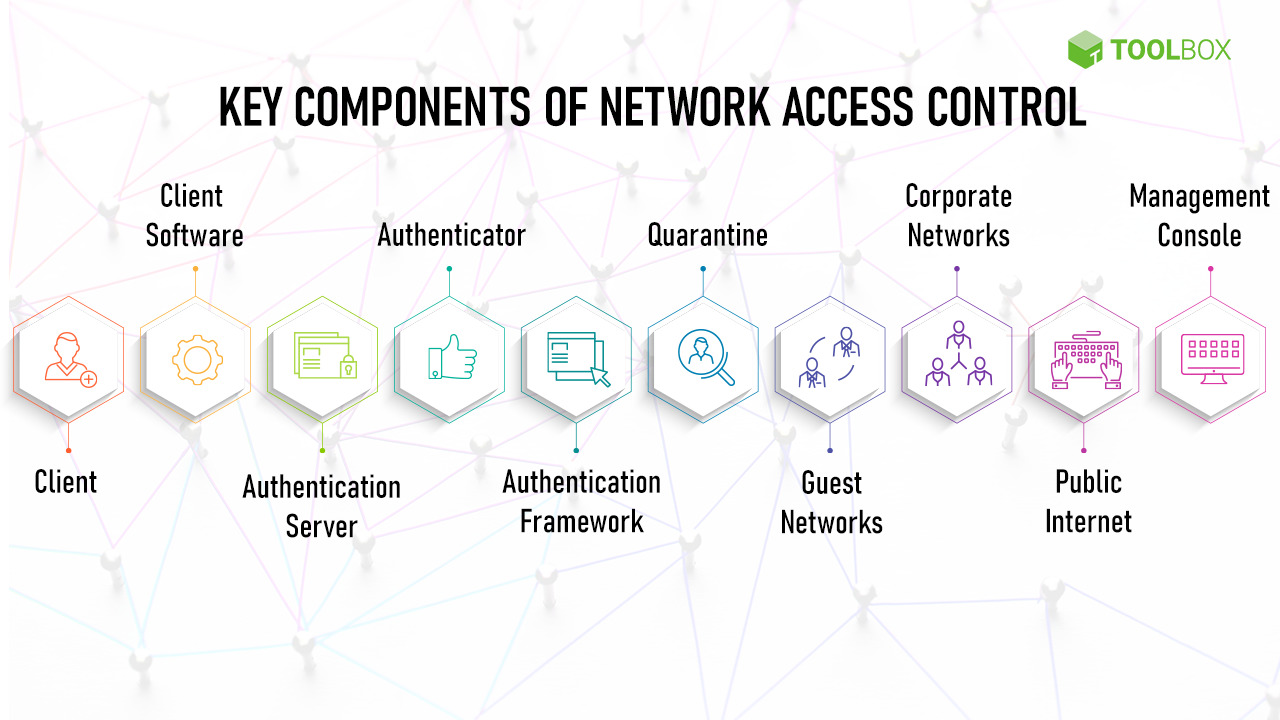 TOOLBOX
KEY COMPONENTS OF NETWORK ACCESS CONTROL
Client
Software
Authenticator
Quarantine
Corporate
Networks
Management
Console
Client
Authentication
Server
Authentication
Framework
Guest
Networks
Public
Internet